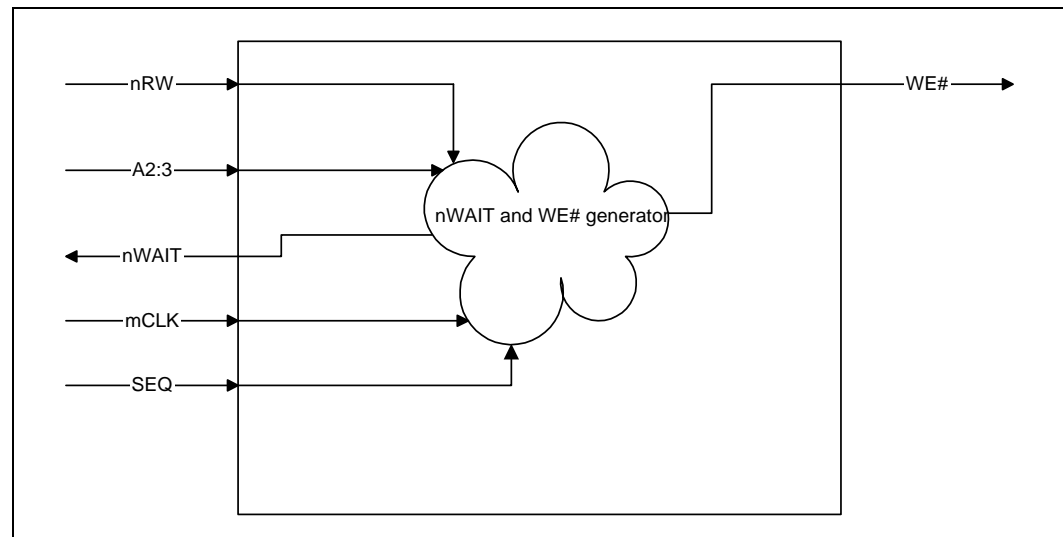 nRW
WE#
A2:3
nWAIT and WE# generator
nWAIT
mCLK
SEQ